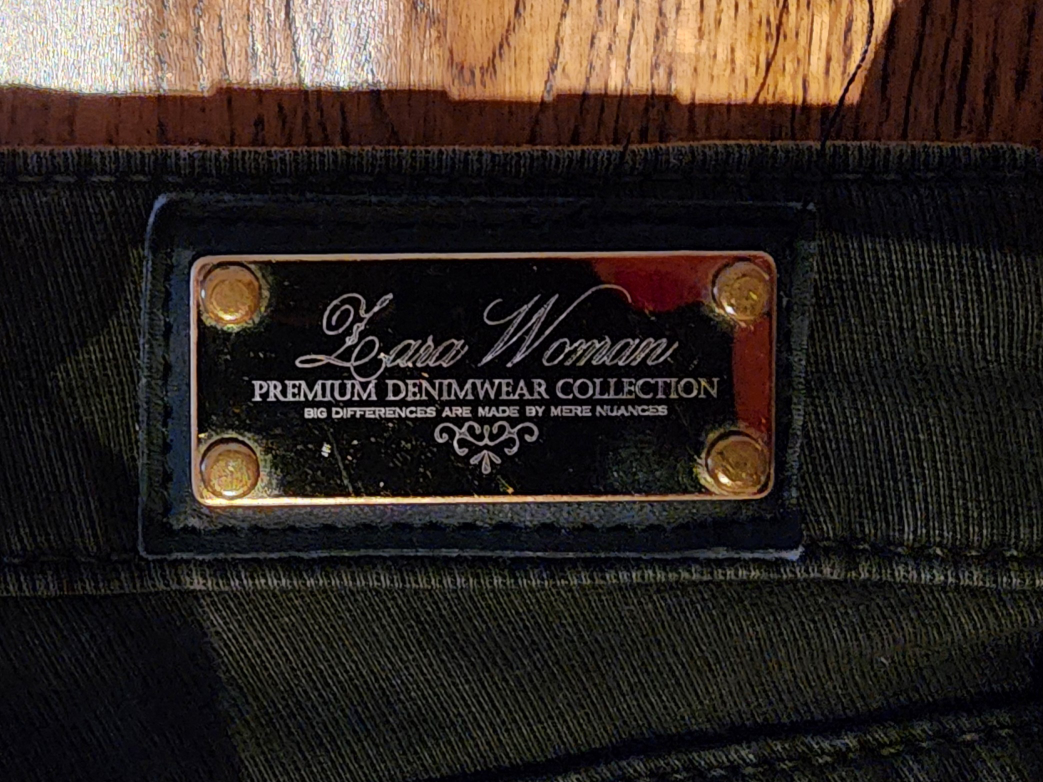 Zara Woman
PREMIUM DENIMWEAR COLLECTION
BIG DIFFERENCES ARE MADE BY MERE NUANCES